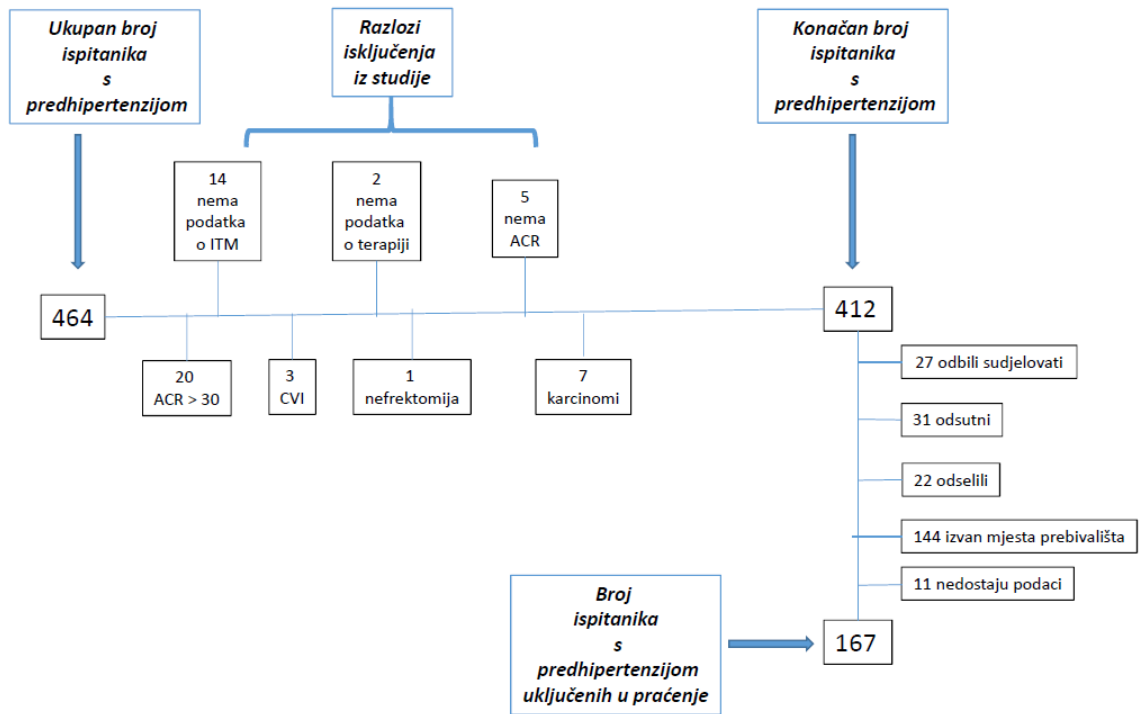 Ukupan broj
ispitanika
s
predhipertenzijom
Razlozi
isključenja
iz studije
Konačan broj
ispitanika
s
predhipertenzijom
14
nema
podatka
o ITM
2
nema
podatka
o terapiji
5
nema
ACR
464
412
20
ACR > 30
3
CVI
1
nefrektomija
7
karcinomi
27 odbili sudjelovati
31 odsutni
22 odselili
144 izvan mjesta prebivališta
11 nedostaju podaci
Broj
ispitanika
s
predhipertenzijom
uključenih u praćenje
167